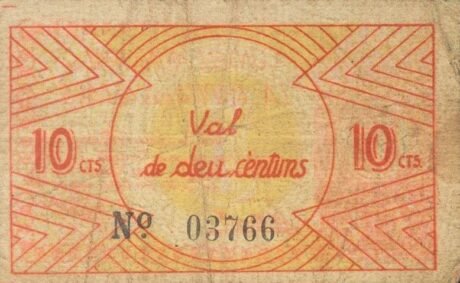 Val
10 CTS. de deu cèntims 10 CTS.
Nº 03766